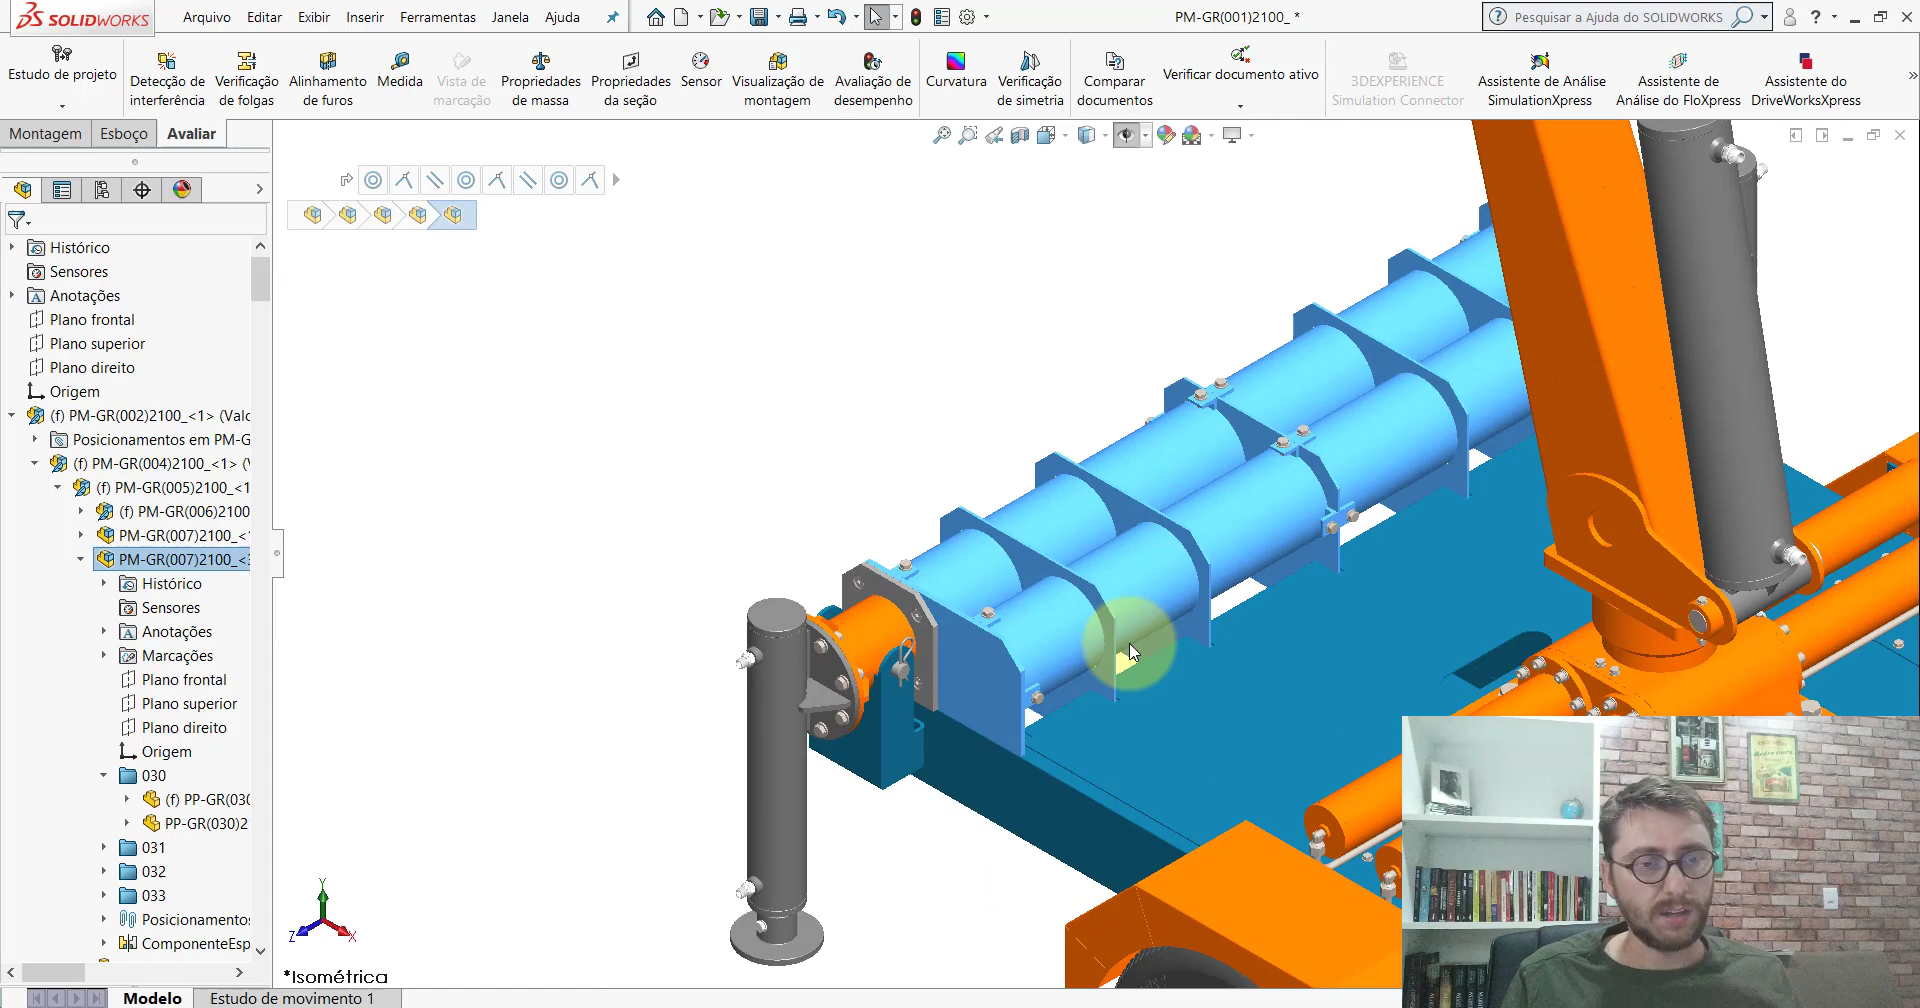 SOLIDWORKS
Arquivo Editar Exibir Inserir Ferramentas Janela Ajuda
PM-GR(001)2100_ *
Pesquisar a Ajuda do SOLIDWORKS
Estudo de projeto
Detecção de interferência
Verificação de folgas
Alinhamento de furos
Medida
Vista de marcação
Propriedades de massa
Propriedades da seção
Sensor
Visualização de montagem
Avaliação de desempenho
Curvatura
Verificação de simetria
Comparar documentos
Verificar documento ativo
3DEXPERIENCE Simulation Connector
Assistente de Análise SimulationXpress
Assistente de Análise do FloXpress
Assistente do DriveWorksXpress
Montagem Esboço Avaliar
Histórico
Sensores
Anotações
Plano frontal
Plano superior
Plano direito
Origem
(f) PM-GR(002)2100_<1> (Valc
Posicionamentos em PM-G
(f) PM-GR(004)2100_<1> (V
(f) PM-GR(005)2100_<1
(f) PM-GR(006)2100
PM-GR(007)2100_<
PM-GR(007)2100_<3
Histórico
Sensores
Anotações
Marcações
Plano frontal
Plano superior
Plano direito
Origem
030
(f) PP-GR(030
PP-GR(030)2
031
032
033
Posicionamentos
ComponenteEsp
Y
Z
X
*Isométrica
Modelo Estudo de movimento 1